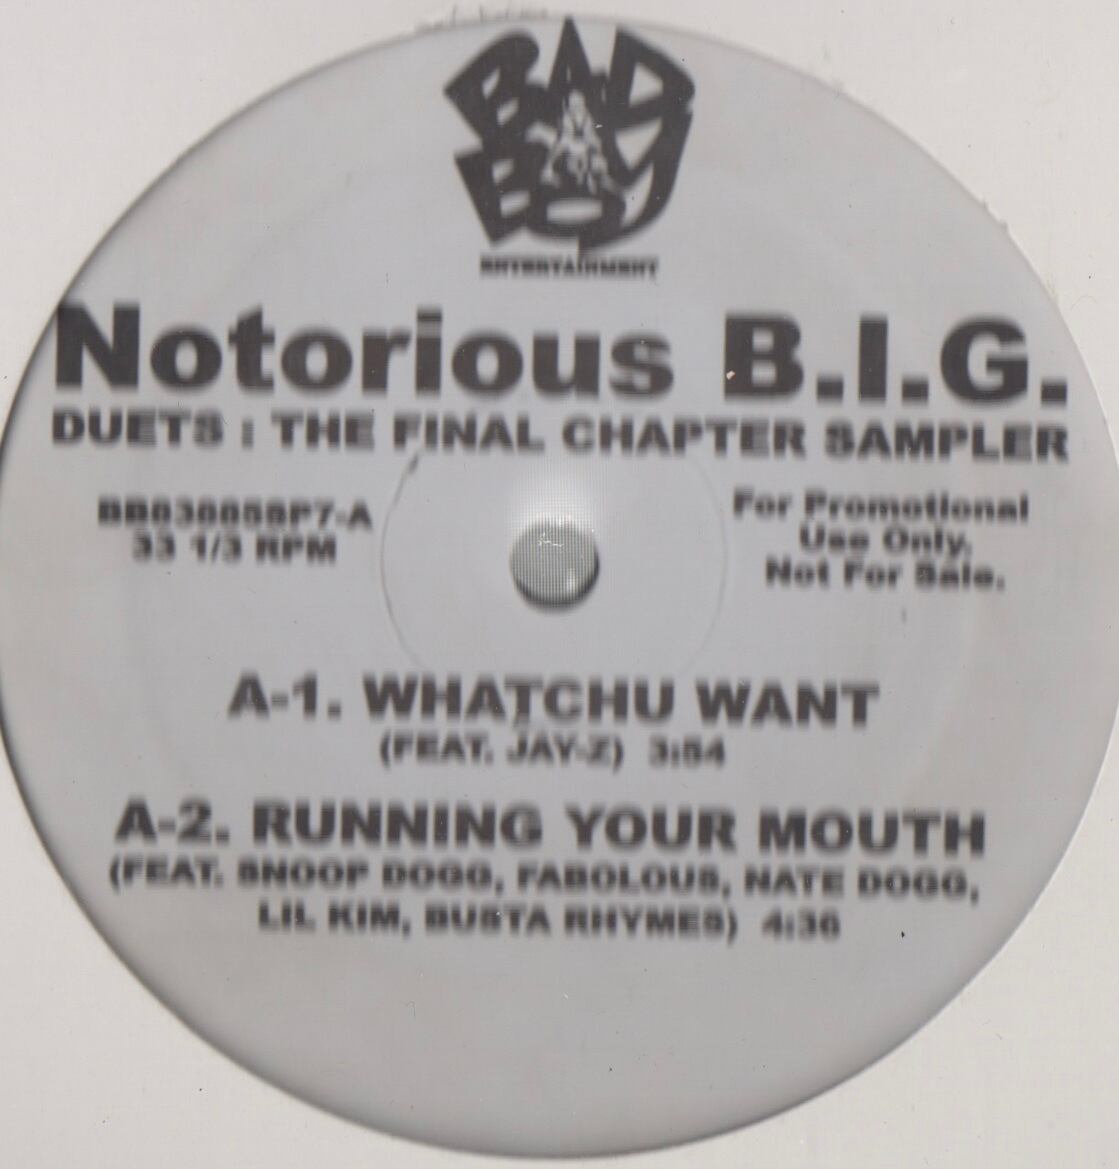 BAD
BOY
ENTERTAINMENT
Notorious B.I.G.
DUETS : THE FINAL CHAPTER SAMPLER
33 1/3 RPM
For Promotional
Use Only.
Not For Sale.
A-1. WHATCHU WANT
(FEAT. JAY-Z) 3:54
A-2. RUNNING YOUR MOUTH
(FEAT. SNOOP DOGG, FABOLOUS, NATE DOGG,
LIL KIM, BUSTA RHYMES) 4:36